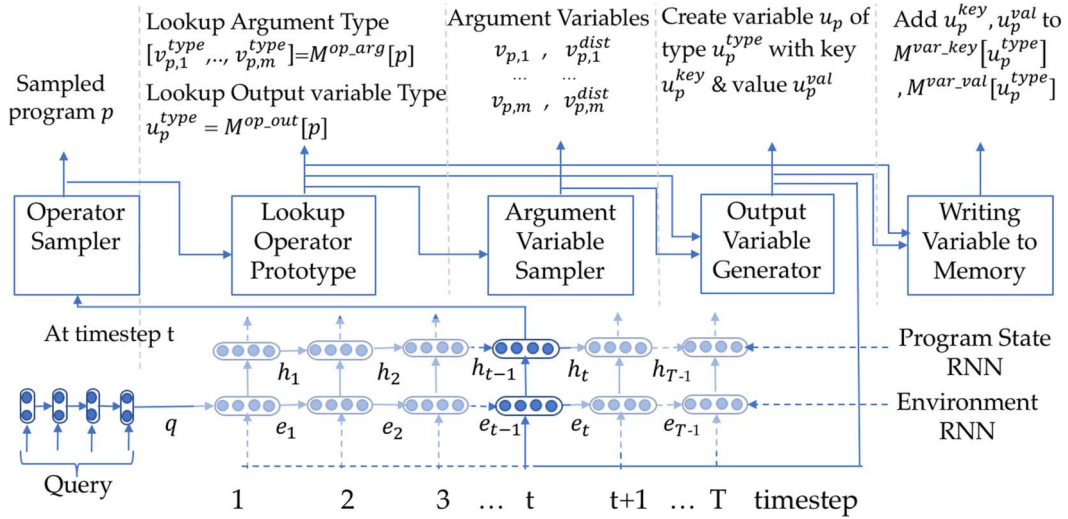 Sampled
program p
Lookup Argument Type
[v_{p,1}^{type},.., v_{p,m}^{type}]=M^{op_arg}[p]
Lookup Output variable Type
u_p^{type} = M^{op_out}[p]
Argument Variables
v_{p,1} , v_{p,1}^{dist}
... ...
v_{p,m} , v_{p,m}^{dist}
Create variable u_p of
type u_p^{type} with key
u_p^{key} & value u_p^{val}
Add u_p^{key}, u_p^{val} to
M^{var_key}[u_p^{type}]
, M^{var_val}[u_p^{type}]
Operator
Sampler
Lookup
Operator
Prototype
Argument
Variable
Sampler
Output
Variable
Generator
Writing
Variable to
Memory
At timestep t
h_1 h_2 h_{t-1} h_t h_{T-1}
Program State
RNN
q e_1 e_2 e_{t-1} e_t e_{T-1}
Environment
RNN
Query
1 2 3 ... t t+1 ... T timestep